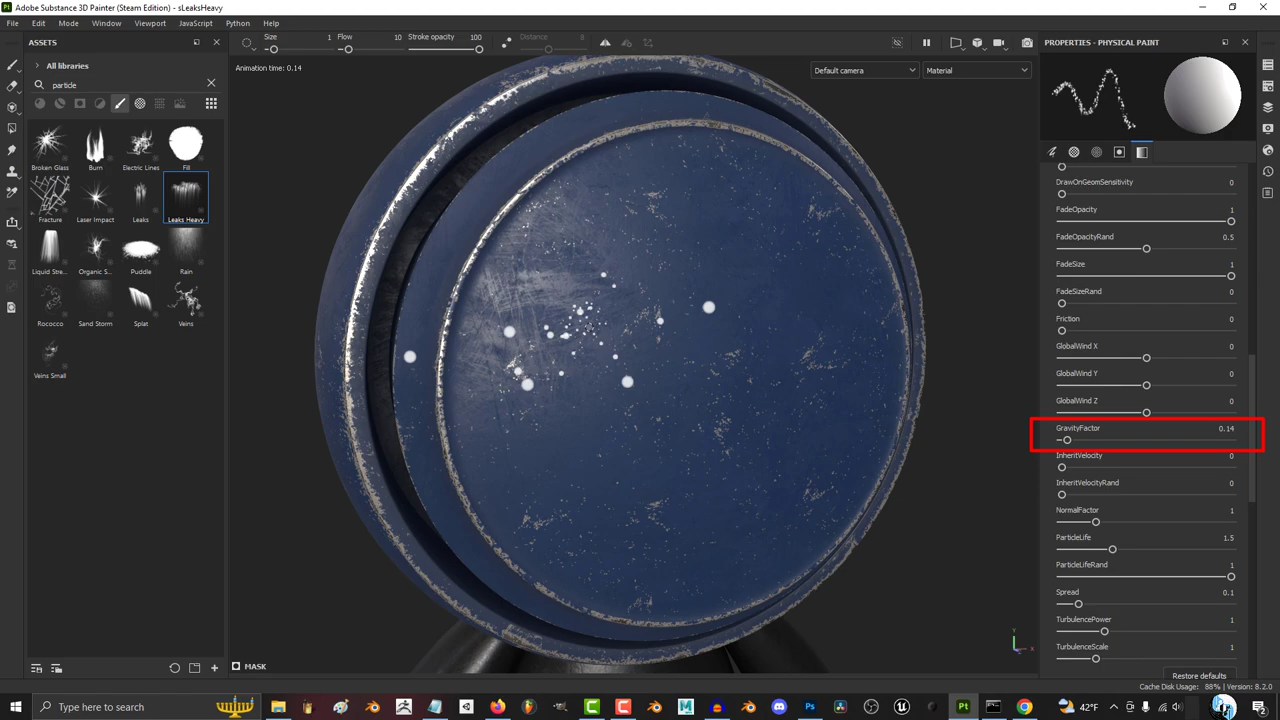 Pt Adobe Substance 3D Painter (Steam Edition) - sLeaksHeavy
File Edit Mode Window Viewport JavaScript Python Help
ASSETS
All libraries
particle
Broken Glass Burn Electric Lines Fill
Fracture Laser Impact Leaks Leaks Heavy
Liquid Stre... Organic S... Puddle Rain
Rococco Sand Storm Splat Veins
Veins Small
Size 1 Flow 10 Stroke opacity 100 Distance 8
Animation time: 0.14
Default camera
Material
MASK
Y
X
PROPERTIES - PHYSICAL PAINT
DrawOnGeomSensitivity 0
FadeOpacity 1
FadeOpacityRand 0.5
FadeSize 1
FadeSizeRand 0
Friction 0
GlobalWind X 0
GlobalWind Y 0
GlobalWind Z 0
GravityFactor 0.14
InheritVelocity 0
InheritVelocityRand 0
NormalFactor 1
ParticleLife 1.5
ParticleLifeRand 1
Spread 0.1
TurbulencePower 1
TurbulenceScale 1
Restore defaults
Cache Disk Usage: 88% | Version: 8.2.0
Type here to search
Ps
Pt
42°F